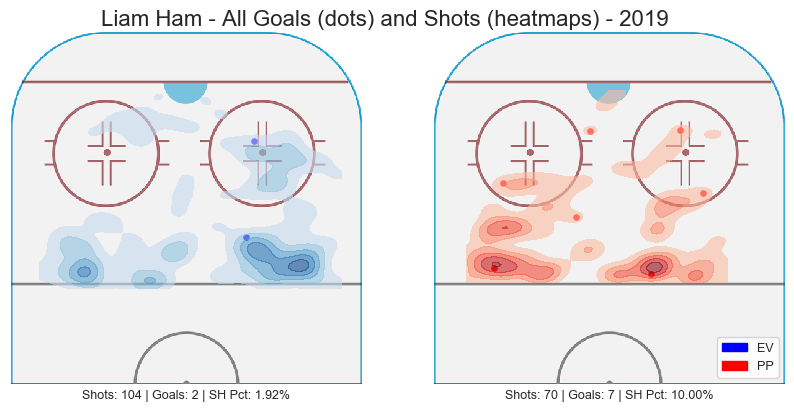 Liam Ham - All Goals (dots) and Shots (heatmaps) - 2019
EV
PP
Shots: 104 | Goals: 2 | SH Pct: 1.92%
Shots: 70 | Goals: 7 | SH Pct: 10.00%